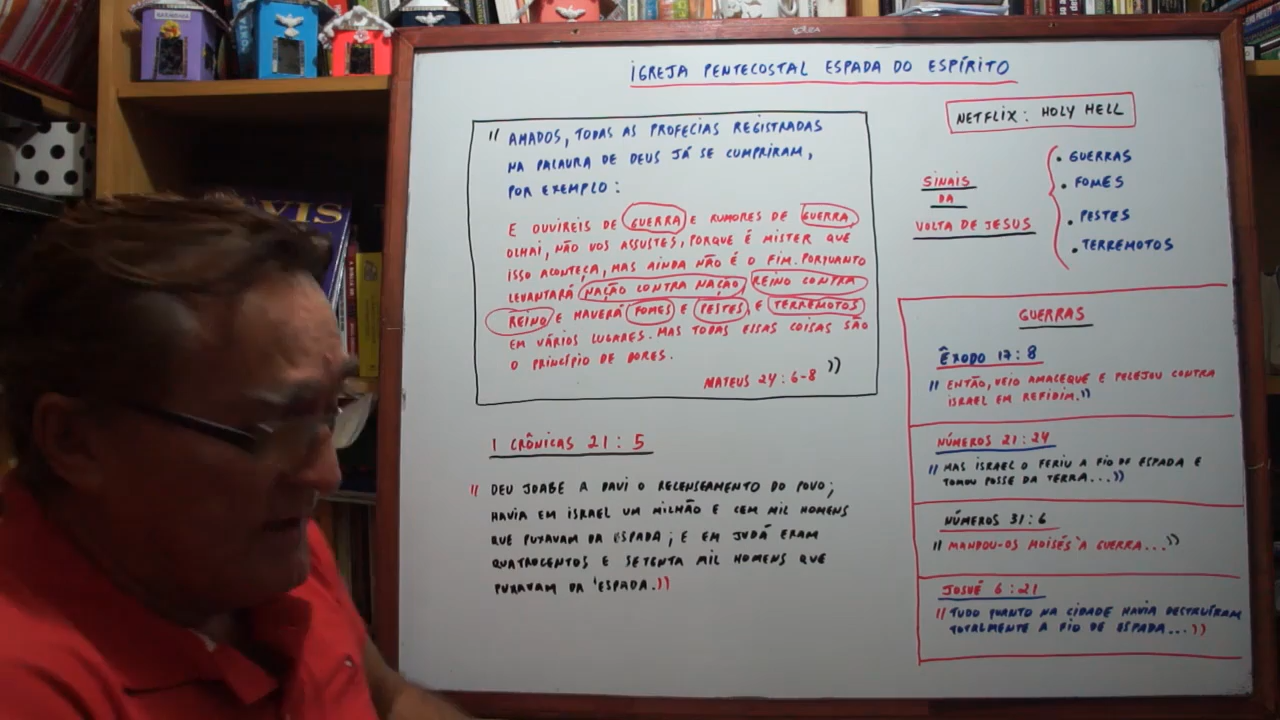 IGREJA PENTECOSTAL ESPADA DO ESPÍRITO
" AMADOS, TODAS AS PROFECIAS REGISTRADAS
NA PALAVRA DE DEUS JÁ SE CUMPRIRAM,
POR EXEMPLO:
E OUVIREIS DE GUERRA E RUMORES DE GUERRA,
OLHAI, NÃO VOS ASSUSTES, PORQUE É MISTER QUE
ISSO ACONTEÇA, MAS AINDA NÃO É O FIM. PORQUANTO
LEVANTARÁ NAÇÃO CONTRA NAÇÃO, REINO CONTRA
REINO E HAVERÁ FOMES E PESTES, E TERREMOTOS
EM VÁRIOS LUGARES. MAS TODAS ESSAS COISAS SÃO
O PRINCÍPIO DE DORES. "
MATEUS 24:6-8
1 CRÔNICAS 21:5
" DEU JOABE A DAVI O RECENSEAMENTO DO POVO;
HAVIA EM ISRAEL UM MILHÃO E CEM MIL HOMENS
QUE PUXAVAM DA ESPADA; E EM JUDÁ ERAM
QUATROCENTOS E SETENTA MIL HOMENS QUE
PUXAVAM DA ESPADA."
NETFLIX: HOLY HELL
SINAIS
DA
VOLTA DE JESUS
• GUERRAS
• FOMES
• PESTES
• TERREMOTOS
GUERRAS
ÊXODO 17:8
" ENTÃO, VEIO AMALEQUE E PELEJOU CONTRA
ISRAEL EM REFIDIM."
NÚMEROS 21:24
" MAS ISRAEL O FERIU A FIO DE ESPADA E
TOMOU POSSE DA TERRA..."
NÚMEROS 31:6
" MANDOU-OS MOISÉS À GUERRA..."
JOSUÉ 6:21
" TUDO QUANTO NA CIDADE HAVIA DESTRUÍRAM
TOTALMENTE A FIO DE ESPADA..."